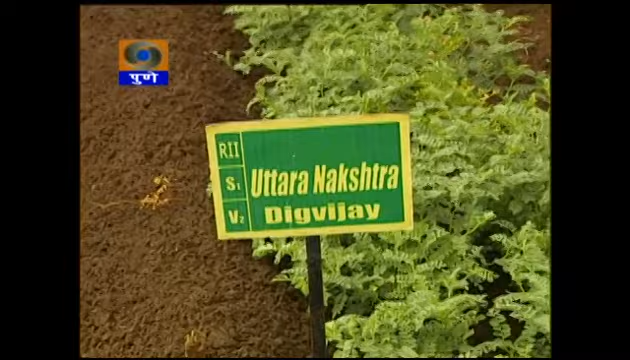 पुणे
RII
S1
Uttara Nakshtra
V2
Digvijay